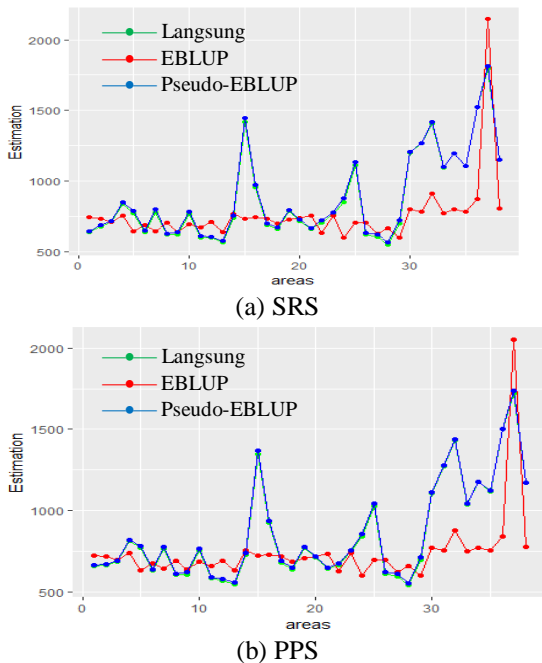 2000
1500
1000
500
Estimation
Langsung
EBLUP
Pseudo-EBLUP
0
10
20
30
areas
(a) SRS
2000
1500
1000
500
Estimation
Langsung
EBLUP
Pseudo-EBLUP
0
10
20
30
areas
(b) PPS